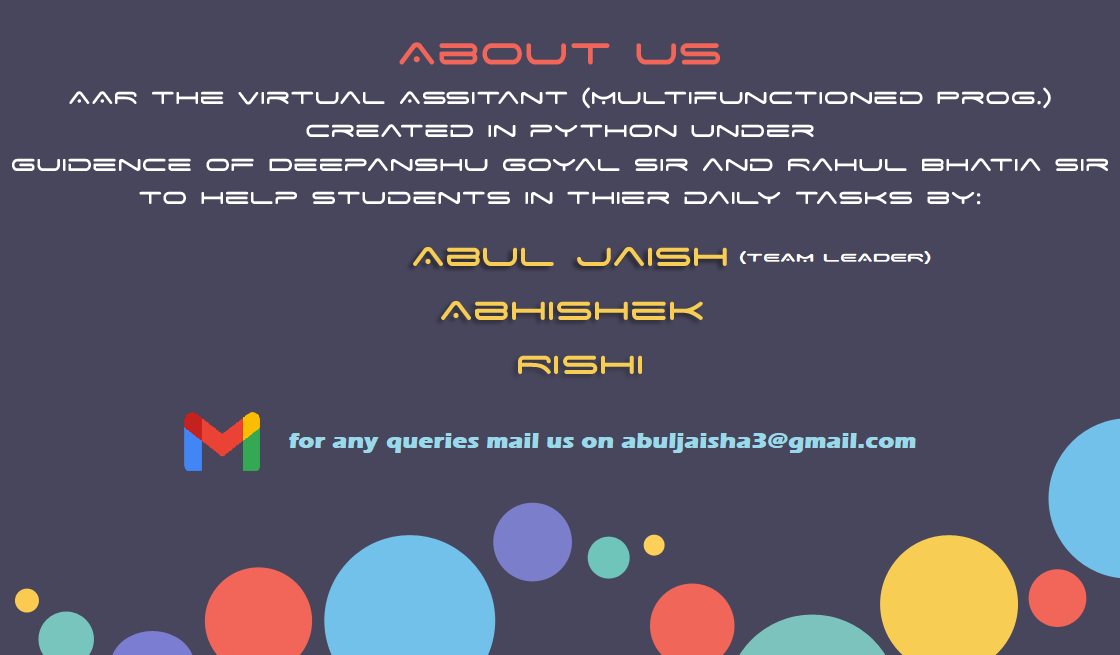 ABOUT US
AAR THE VIRTUAL ASSITANT (MULTIFUNCTIONED PROG.)
CREATED IN PYTHON UNDER
GUIDENCE OF DEEPANSHU GOYAL SIR AND RAHUL BHATIA SIR
TO HELP STUDENTS IN THIER DAILY TASKS BY:
ABUL JAISH (TEAM LEADER)
ABHISHEK
RISHI
for any queries mail us on abuljaisha3@gmail.com